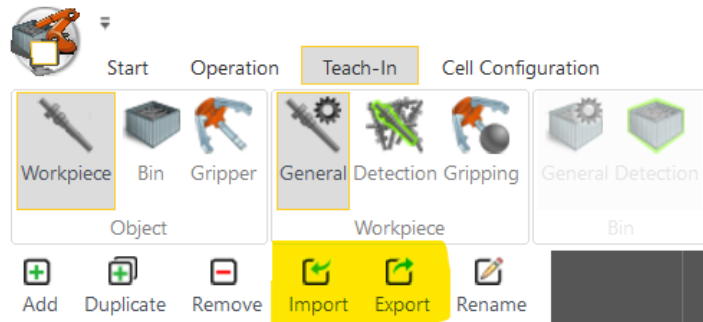 Start Operation Teach-In Cell Configuration
Workpiece Bin Gripper General Detection Gripping General Detection
Object Workpiece Bin
Add Duplicate Remove Import Export Rename